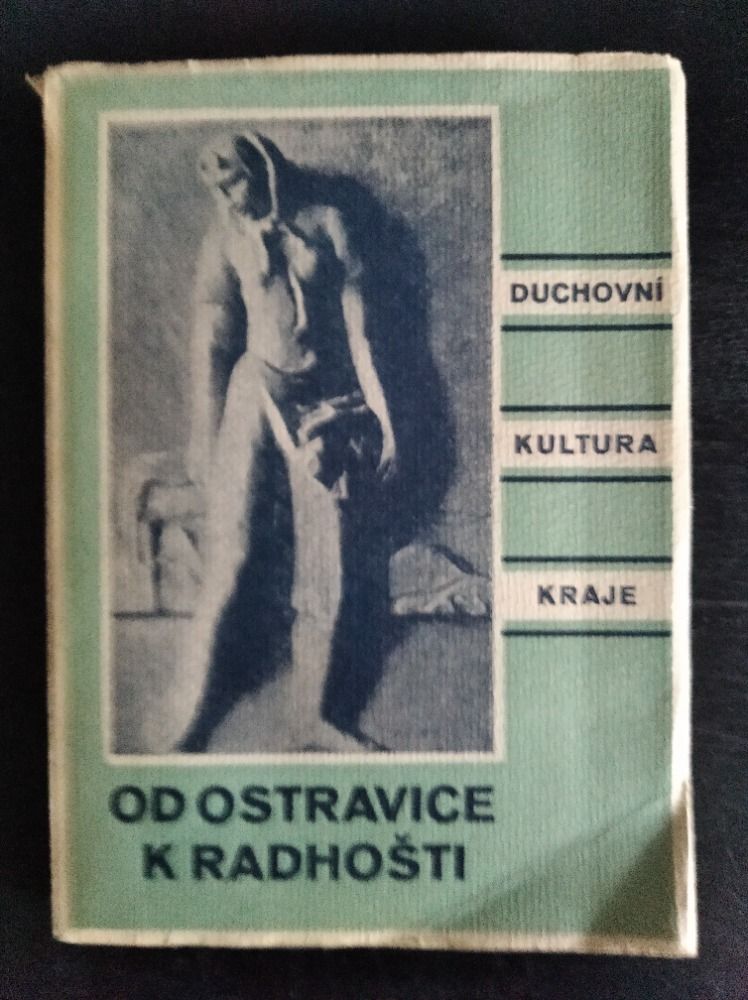 DUCHOVNÍ
KULTURA
KRAJE
OD OSTRAVICE
K RADHOŠTI